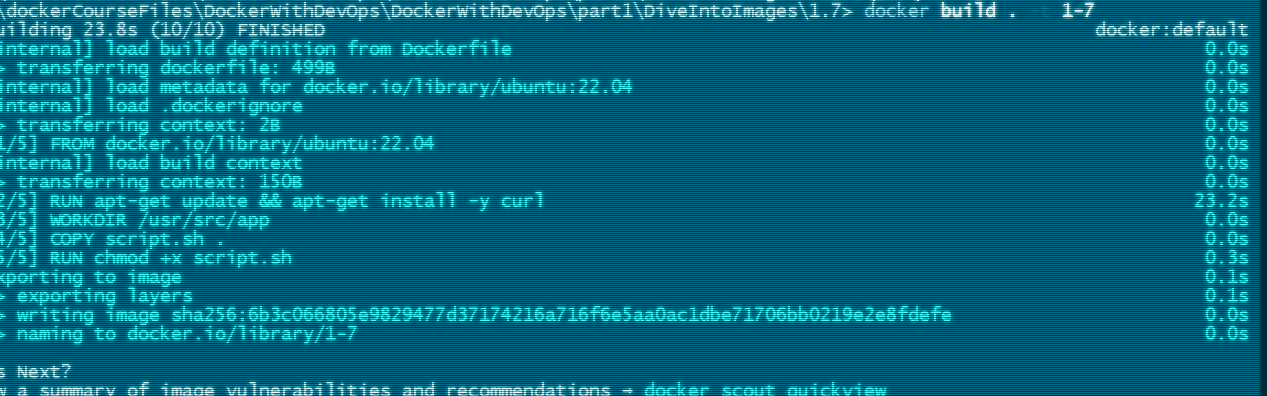 \dockerCourseFiles\DockerWithDevOps\DockerWithDevOps\part1\DiveIntoImages\1.7> docker build . -t 1-7
uilding 23.8s (10/10) FINISHED docker:default
internal] load build definition from Dockerfile 0.0s
> transferring dockerfile: 499B 0.0s
internal] load metadata for docker.io/library/ubuntu:22.04 0.0s
internal] load .dockerignore 0.0s
> transferring context: 2B 0.0s
1/5] FROM docker.io/library/ubuntu:22.04 0.0s
internal] load build context 0.0s
> transferring context: 150B 0.0s
2/5] RUN apt-get update && apt-get install -y curl 23.2s
3/5] WORKDIR /usr/src/app 0.0s
4/5] COPY script.sh . 0.0s
5/5] RUN chmod +x script.sh 0.3s
xporting to image 0.1s
> exporting layers 0.1s
> writing image sha256:6b3c066805e9829477d37174216a716f6e5aa0ac1dbe71706bb0219e2e8fdefe 0.0s
> naming to docker.io/library/1-7 0.0s
s Next?
w a summary of image vulnerabilities and recommendations → docker scout quickview